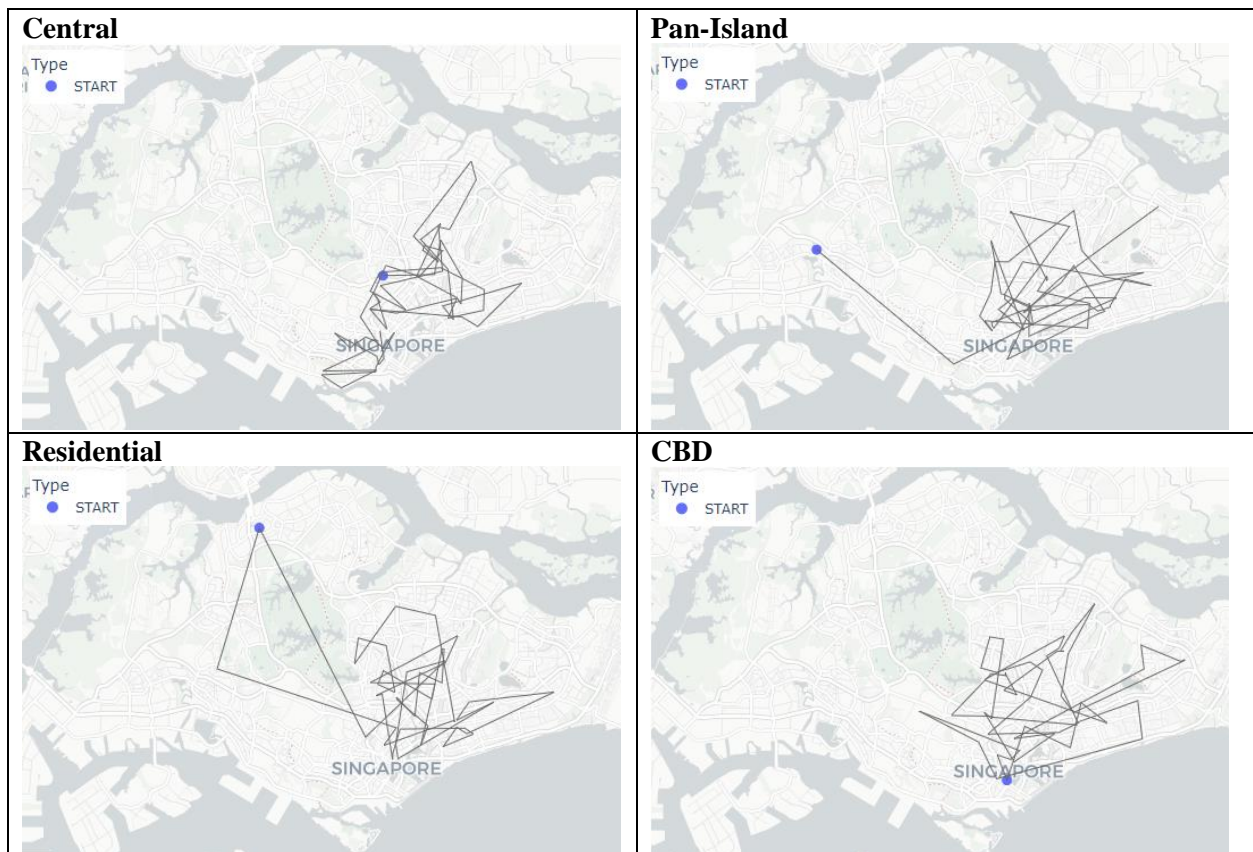 Central
Type
START
SINGAPORE
Pan-Island
Type
START
SINGAPORE
Residential
Type
START
SINGAPORE
CBD
Type
START
SINGAPORE